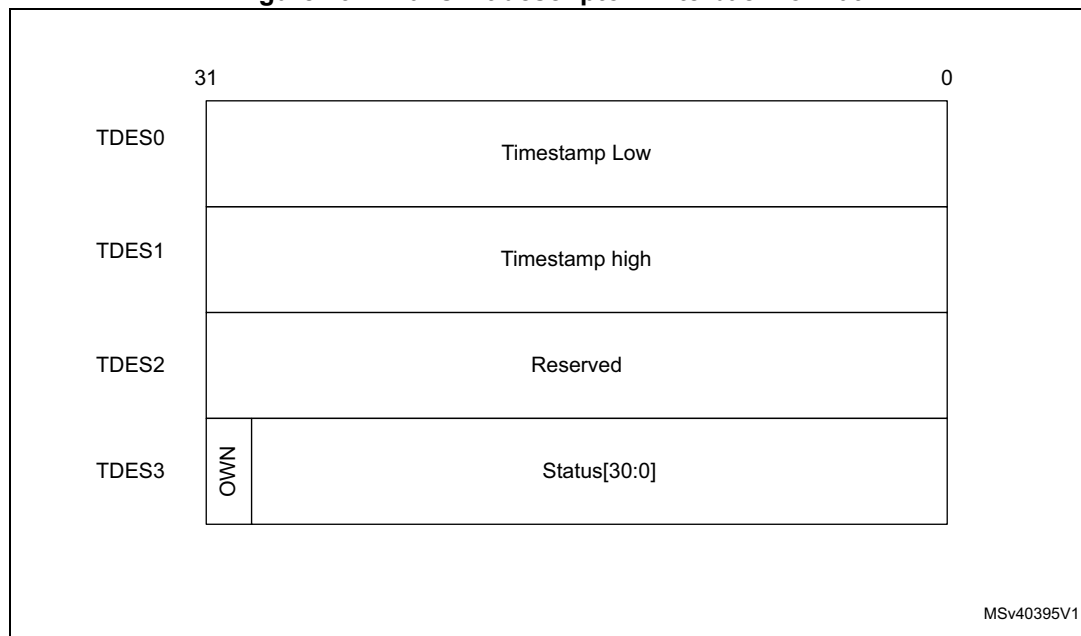 31 0
TDES0 Timestamp Low
TDES1 Timestamp high
TDES2 Reserved
TDES3 OWN Status[30:0]
MSv40395V1